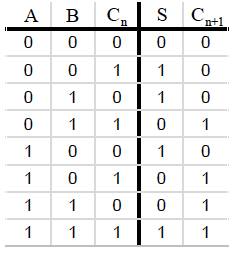 A B Cn S Cn+1
0 0 0 0 0
0 0 1 1 0
0 1 0 1 0
0 1 1 0 1
1 0 0 1 0
1 0 1 0 1
1 1 0 0 1
1 1 1 1 1